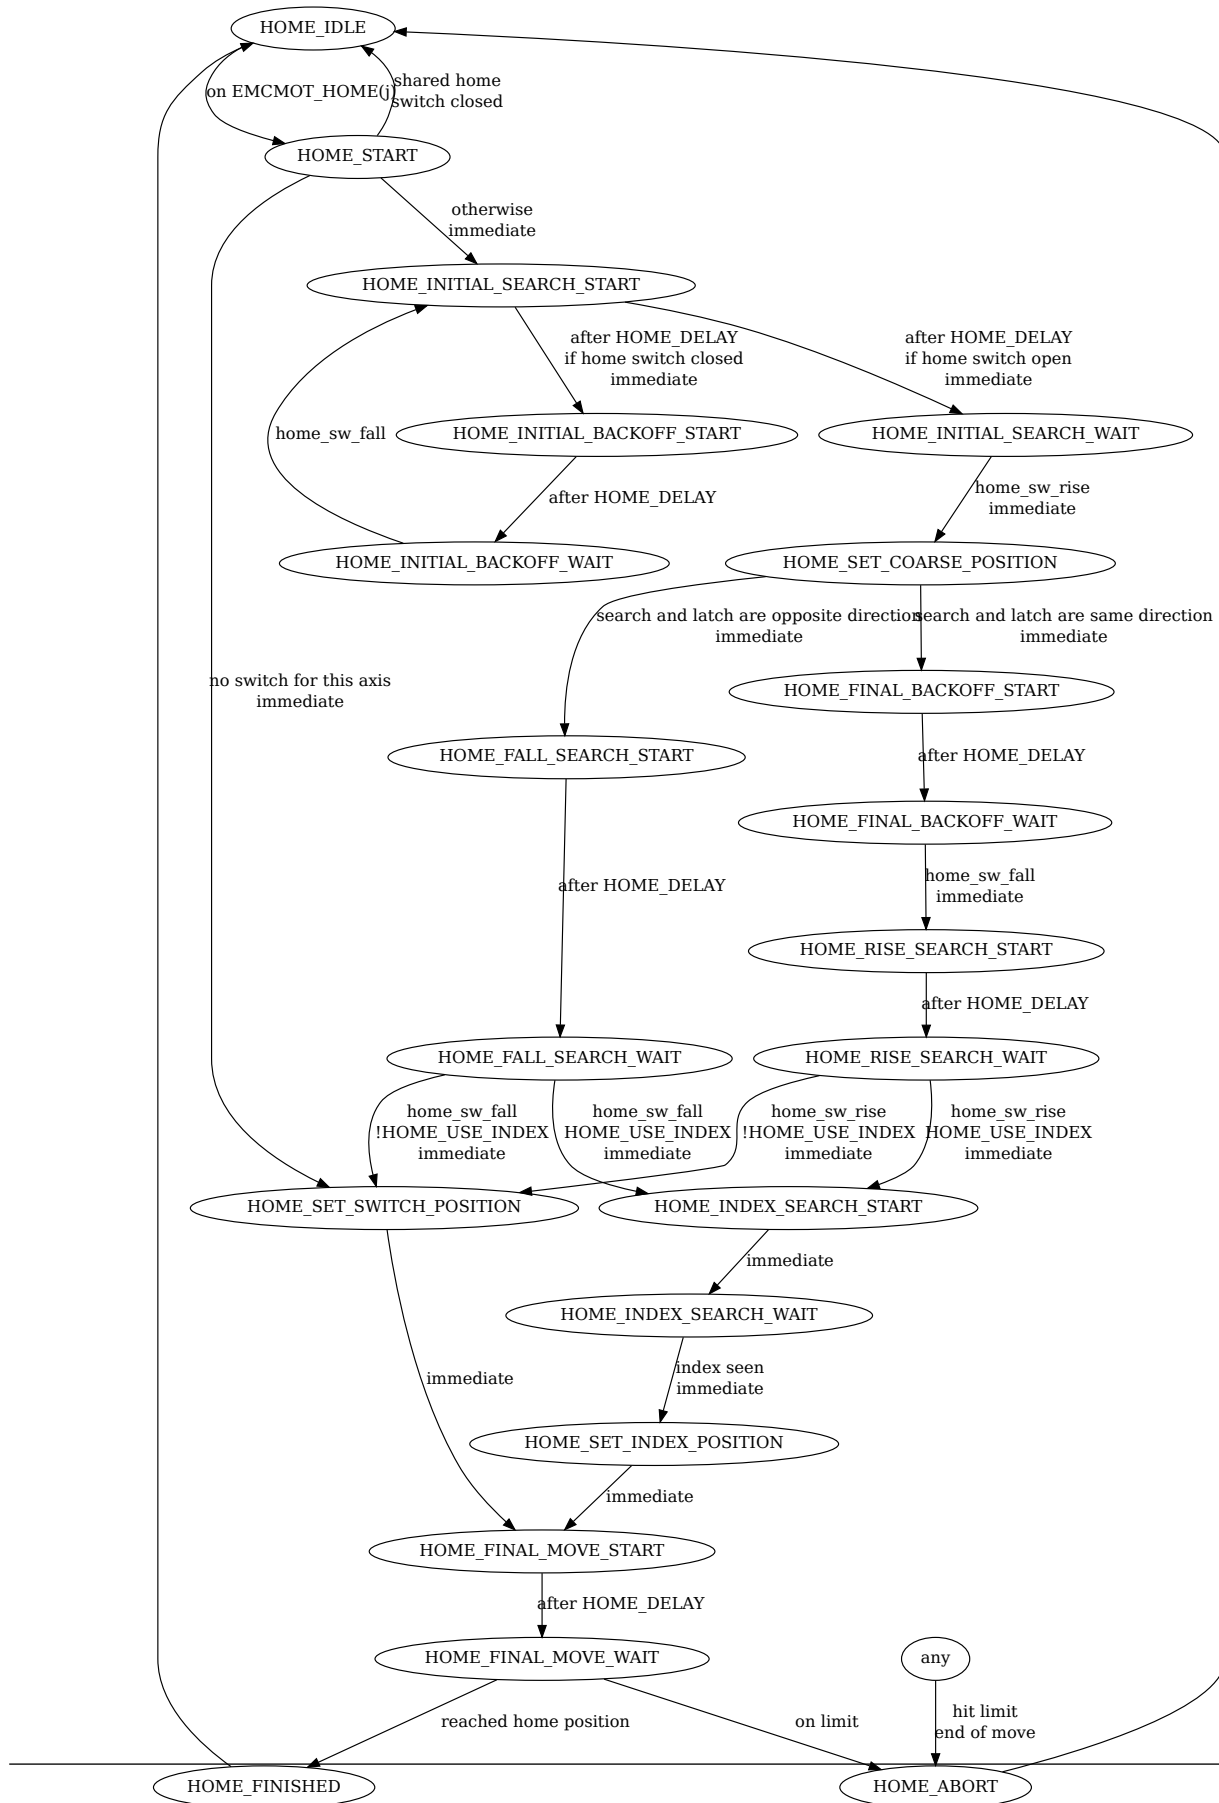 HOME_IDLE
on EMCMOT_HOME(j)
shared home
switch closed
HOME_START
otherwise
immediate
HOME_INITIAL_SEARCH_START
after HOME_DELAY
if home switch closed
immediate
after HOME_DELAY
if home switch open
immediate
home_sw_fall
HOME_INITIAL_BACKOFF_START
HOME_INITIAL_SEARCH_WAIT
after HOME_DELAY
home_sw_rise
immediate
HOME_INITIAL_BACKOFF_WAIT
HOME_SET_COARSE_POSITION
search and latch are opposite direction
immediate
search and latch are same direction
immediate
no switch for this axis
immediate
HOME_FINAL_BACKOFF_START
HOME_FALL_SEARCH_START
after HOME_DELAY
HOME_FINAL_BACKOFF_WAIT
after HOME_DELAY
home_sw_fall
immediate
HOME_RISE_SEARCH_START
after HOME_DELAY
HOME_FALL_SEARCH_WAIT
HOME_RISE_SEARCH_WAIT
home_sw_fall
!HOME_USE_INDEX
immediate
home_sw_fall
HOME_USE_INDEX
immediate
home_sw_rise
!HOME_USE_INDEX
immediate
home_sw_rise
HOME_USE_INDEX
immediate
HOME_SET_SWITCH_POSITION
HOME_INDEX_SEARCH_START
immediate
HOME_INDEX_SEARCH_WAIT
immediate
index seen
immediate
HOME_SET_INDEX_POSITION
immediate
HOME_FINAL_MOVE_START
after HOME_DELAY
HOME_FINAL_MOVE_WAIT
any
reached home position
on limit
hit limit
end of move
HOME_FINISHED
HOME_ABORT